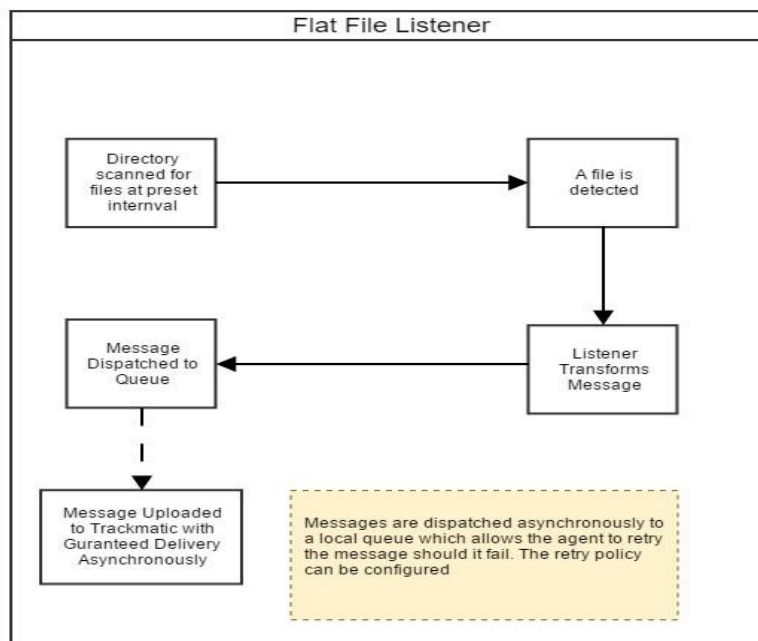 Flat File Listener
Directory
scanned for
files at preset
internval
A file is
detected
Listener
Transforms
Message
Message
Dispatched to
Queue
Message Uploaded
to Trackmatic with
Guranteed Delivery
Asynchronously
Messages are dispatched asynchronously to
a local queue which allows the agent to retry
the message should it fail. The retry policy
can be configured